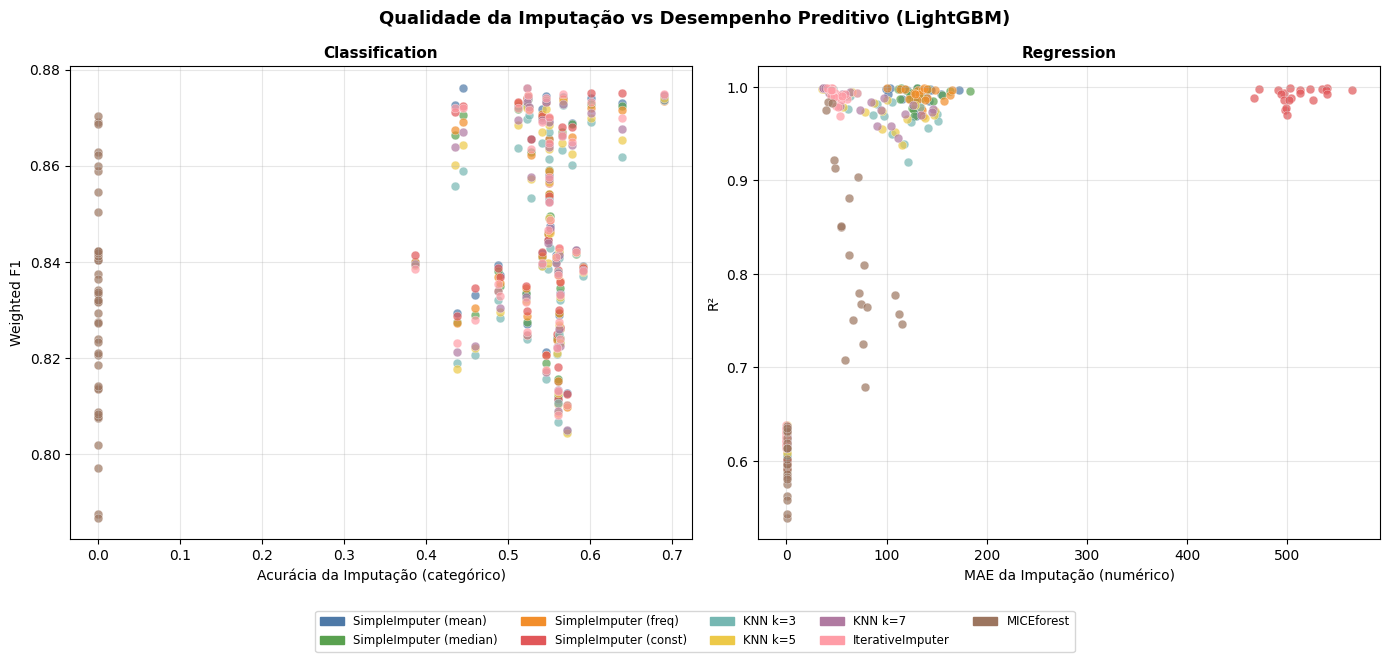 Qualidade da Imputação vs Desempenho Preditivo (LightGBM)
Classification
Regression
0.88
0.86
0.84
0.82
0.80
Weighted F1
0.0 0.1 0.2 0.3 0.4 0.5 0.6 0.7
Acurácia da Imputação (categórico)
1.0
0.9
0.8
0.7
0.6
R²
0 100 200 300 400 500
MAE da Imputação (numérico)
SimpleImputer (mean) SimpleImputer (freq) KNN k=3 KNN k=7 MICEforest
SimpleImputer (median) SimpleImputer (const) KNN k=5 IterativeImputer